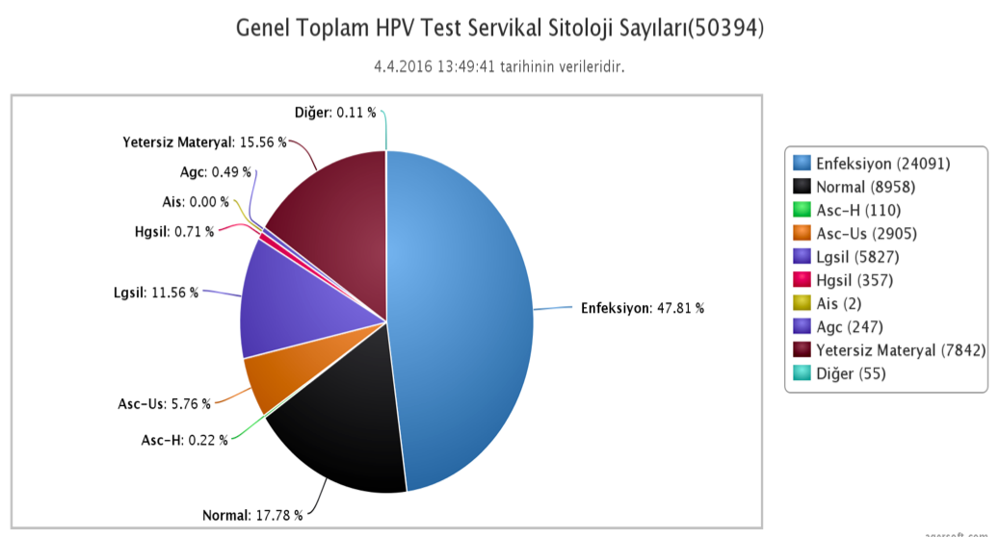 Genel Toplam HPV Test Servikal Sitoloji Sayıları(50394)
4.4.2016 13:49:41 tarihinin verileridir.
Diğer: 0.11 %
Yetersiz Materyal: 15.56 %
Agc: 0.49 %
Ais: 0.00 %
Hgsil: 0.71 %
Lgsil: 11.56 %
Enfeksiyon: 47.81 %
Asc-Us: 5.76 %
Asc-H: 0.22 %
Normal: 17.78 %
Enfeksiyon (24091)
Normal (8958)
Asc-H (110)
Asc-Us (2905)
Lgsil (5827)
Hgsil (357)
Ais (2)
Agc (247)
Yetersiz Materyal (7842)
Diğer (55)